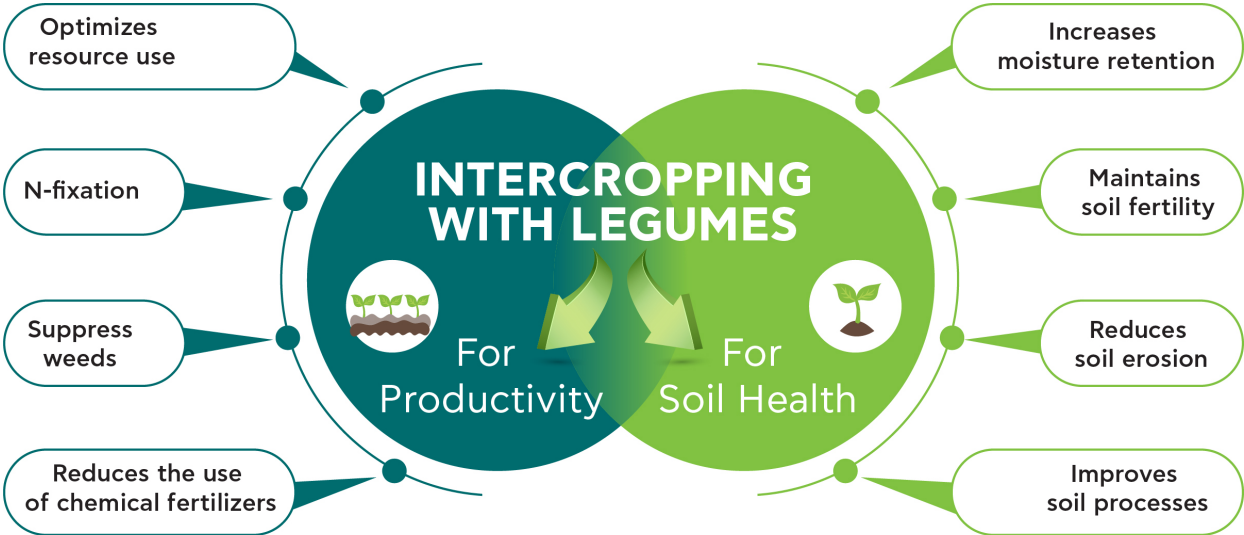 Optimizes
resource use
N-fixation
Suppress
weeds
Reduces the use
of chemical fertilizers
INTERCROPPING
WITH LEGUMES
For
Productivity
For
Soil Health
Increases
moisture retention
Maintains
soil fertility
Reduces
soil erosion
Improves
soil processes